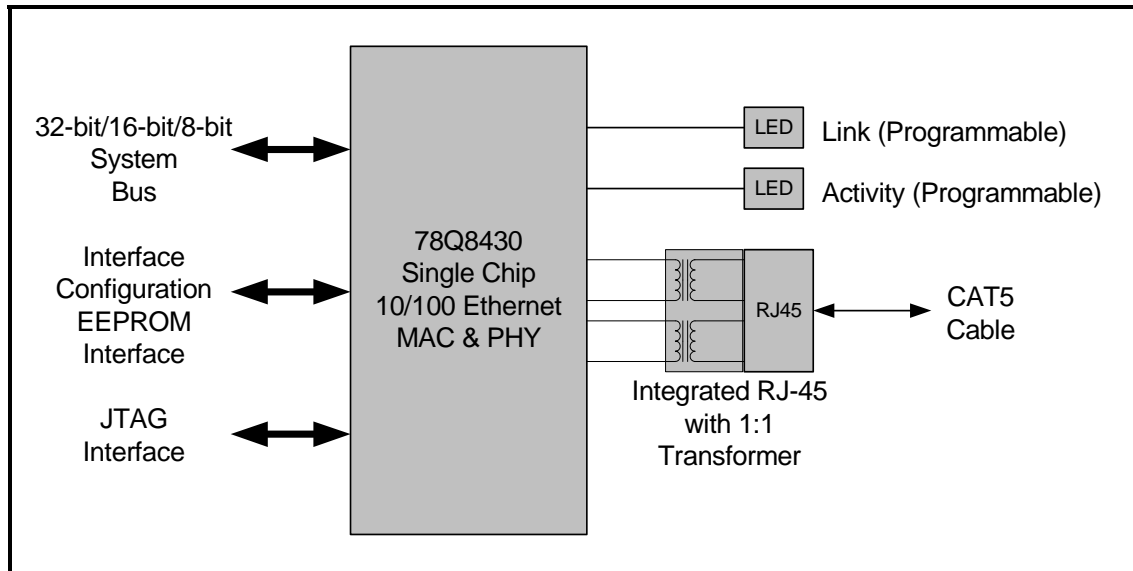 32-bit/16-bit/8-bit
System
Bus
Interface
Configuration
EEPROM
Interface
JTAG
Interface
78Q8430
Single Chip
10/100 Ethernet
MAC & PHY
LED
Link (Programmable)
LED
Activity (Programmable)
RJ45
CAT5
Cable
Integrated RJ-45
with 1:1
Transformer